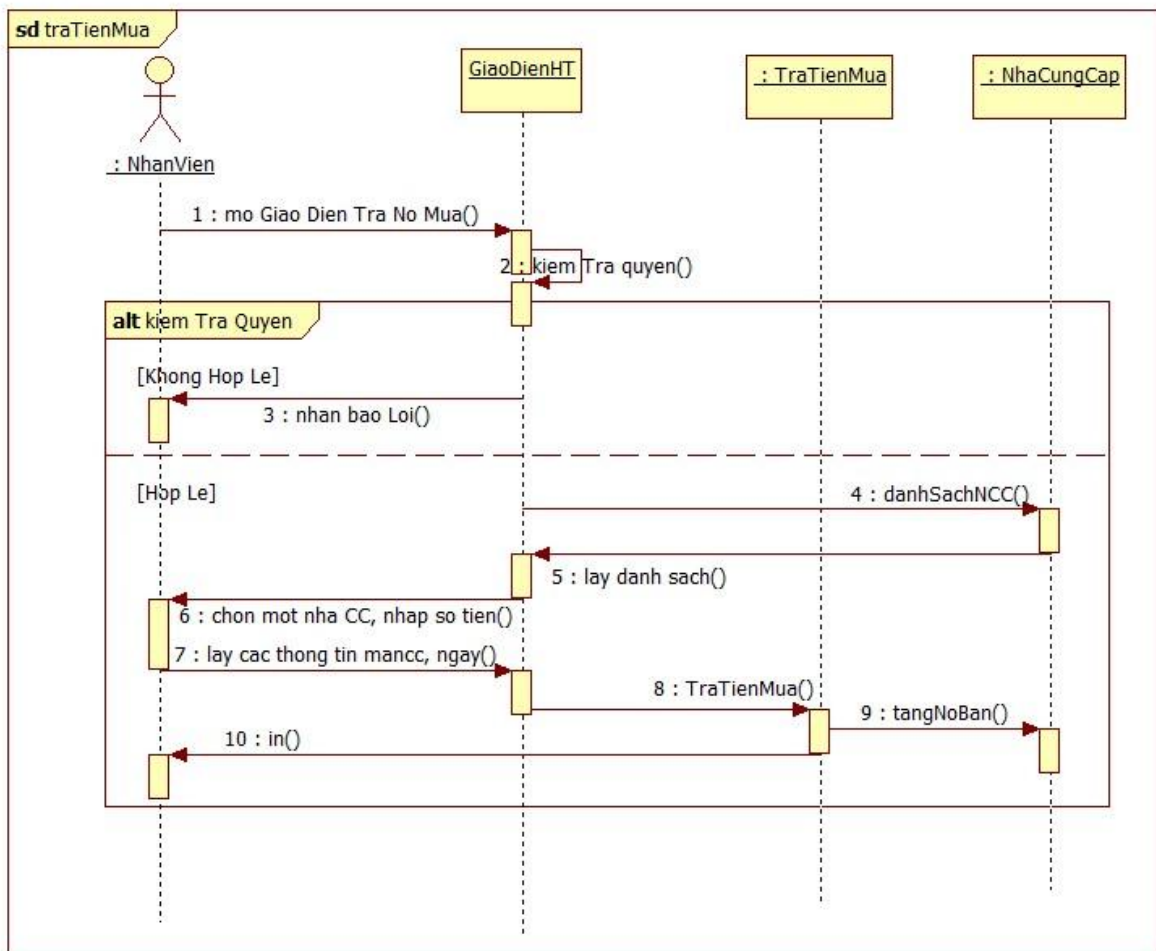 sd traTienMua
GiaoDienHT
: TraTienMua
: NhaCungCap
: NhanVien
1 : mo Giao Dien Tra No Mua()
2 : kiem Tra quyen()
alt kiem Tra Quyen
[Khong Hop Le]
3 : nhan bao Loi()
[Hop Le]
4 : danhSachNCC()
5 : lay danh sach()
6 : chon mot nha CC, nhap so tien()
7 : lay cac thong tin mancc, ngay()
8 : TraTienMua()
9 : tangNoBan()
10 : in()